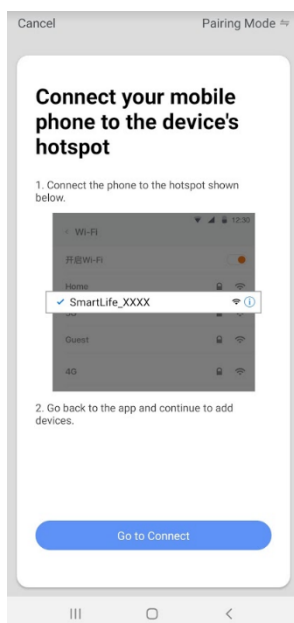 Cancel
Pairing Mode
Connect your mobile
phone to the device's
hotspot
1. Connect the phone to the hotspot shown
below.
12:30
Wi-Fi
开启Wi-Fi
Home
SmartLife_XXXX
5G
Guest
4G
2. Go back to the app and continue to add
devices.
Go to Connect